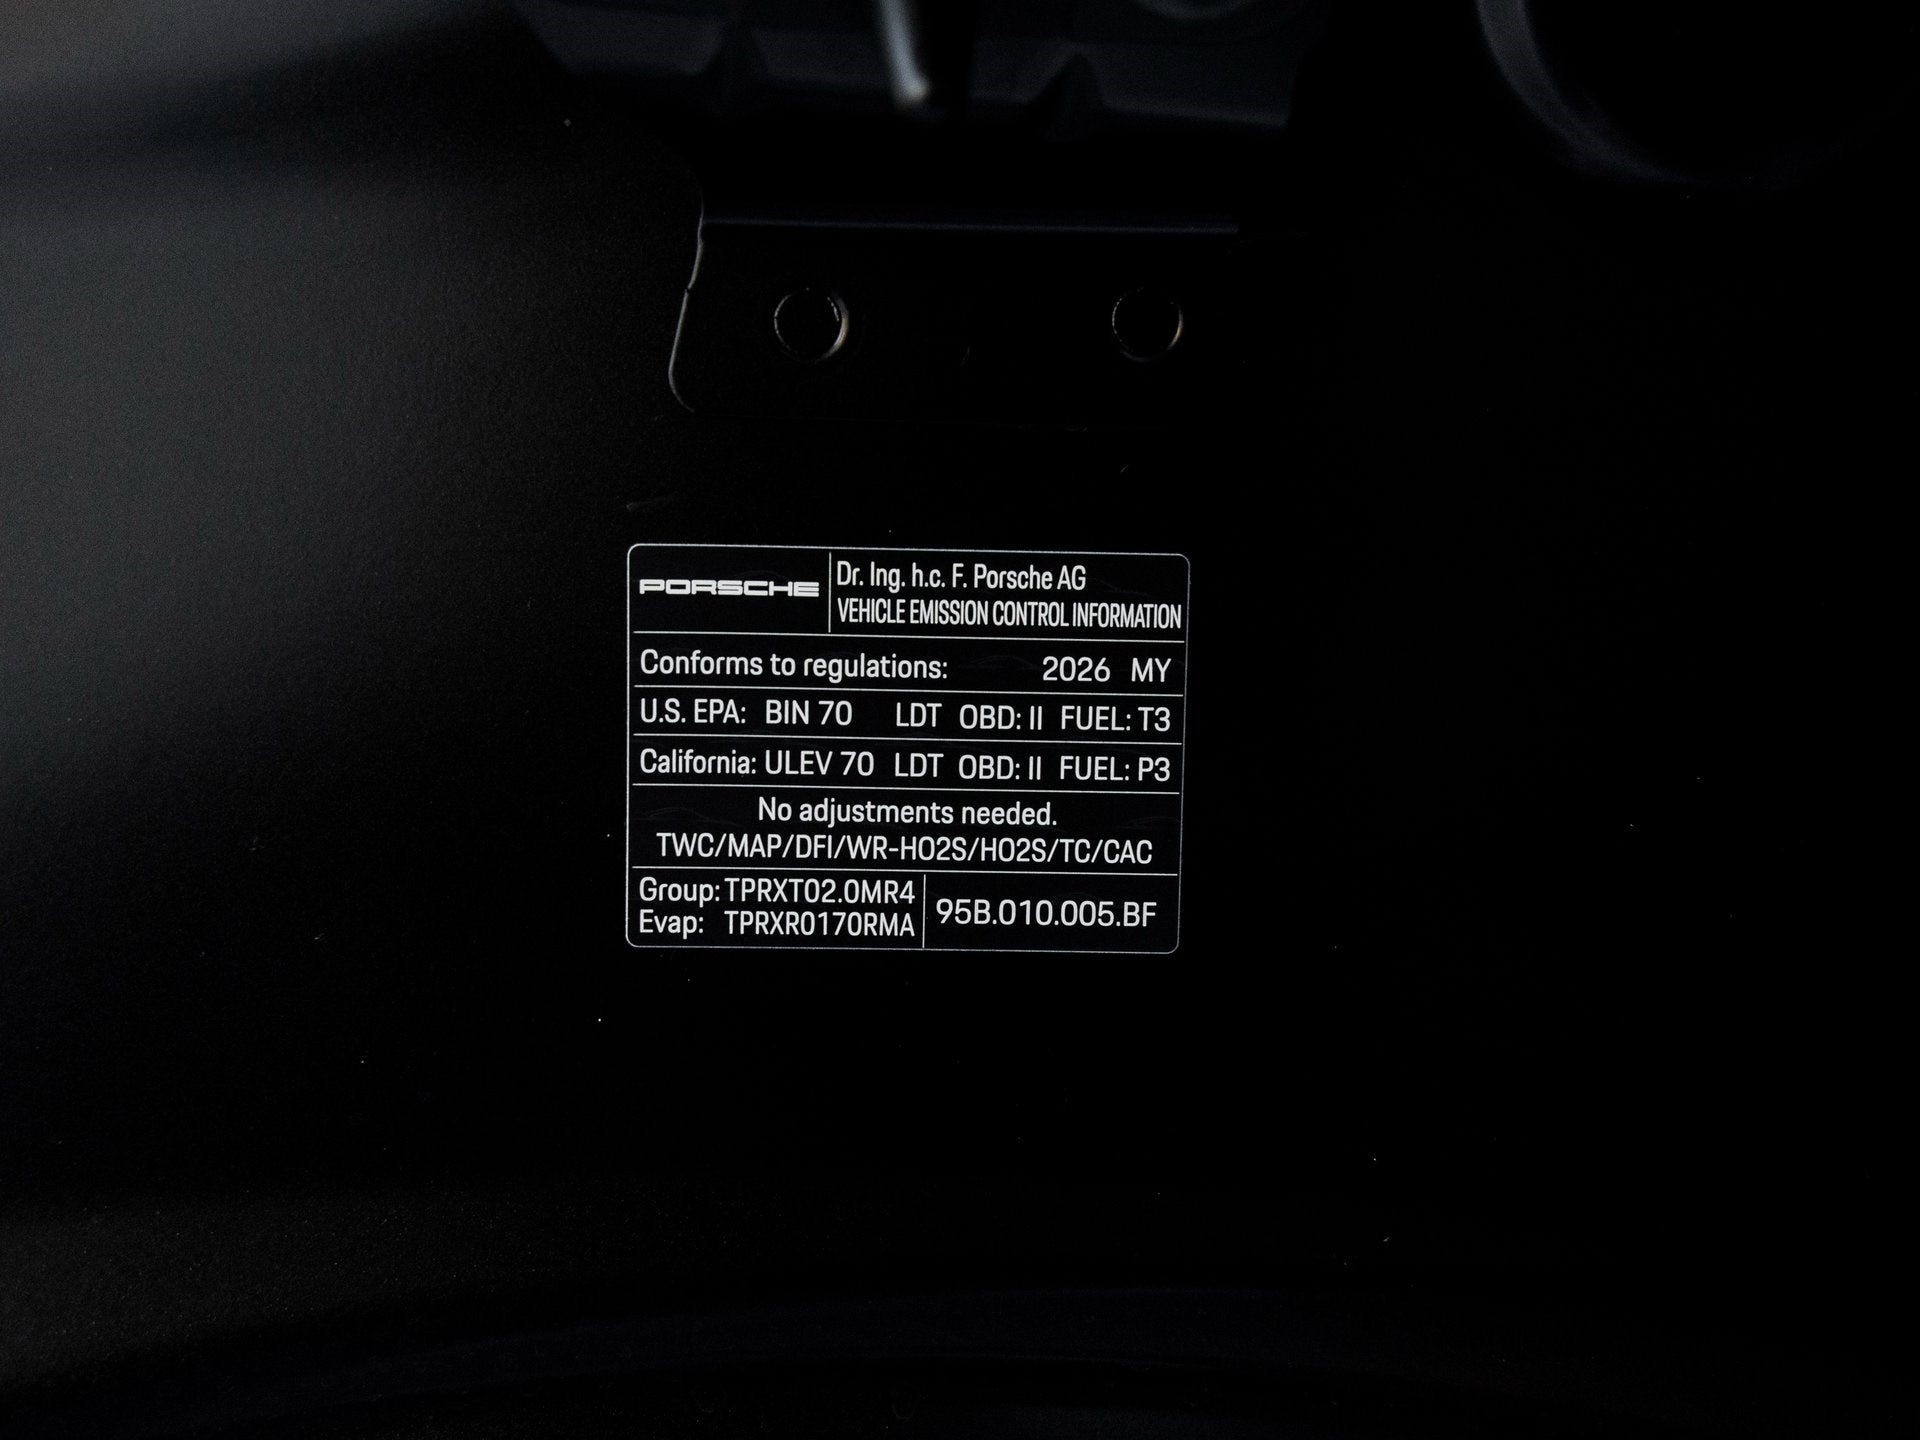 PORSCHE
Dr. Ing. h.c. F. Porsche AG
VEHICLE EMISSION CONTROL INFORMATION
Conforms to regulations: 2026 MY
U.S. EPA: BIN 70 LDT OBD: II FUEL: T3
California: ULEV 70 LDT OBD: II FUEL: P3
No adjustments needed.
TWC/MAP/DFI/WR-HO2S/HO2S/TC/CAC
Group: TPRXT02.0MR4
Evap: TPRXR0170RMA
95B.010.005.BF